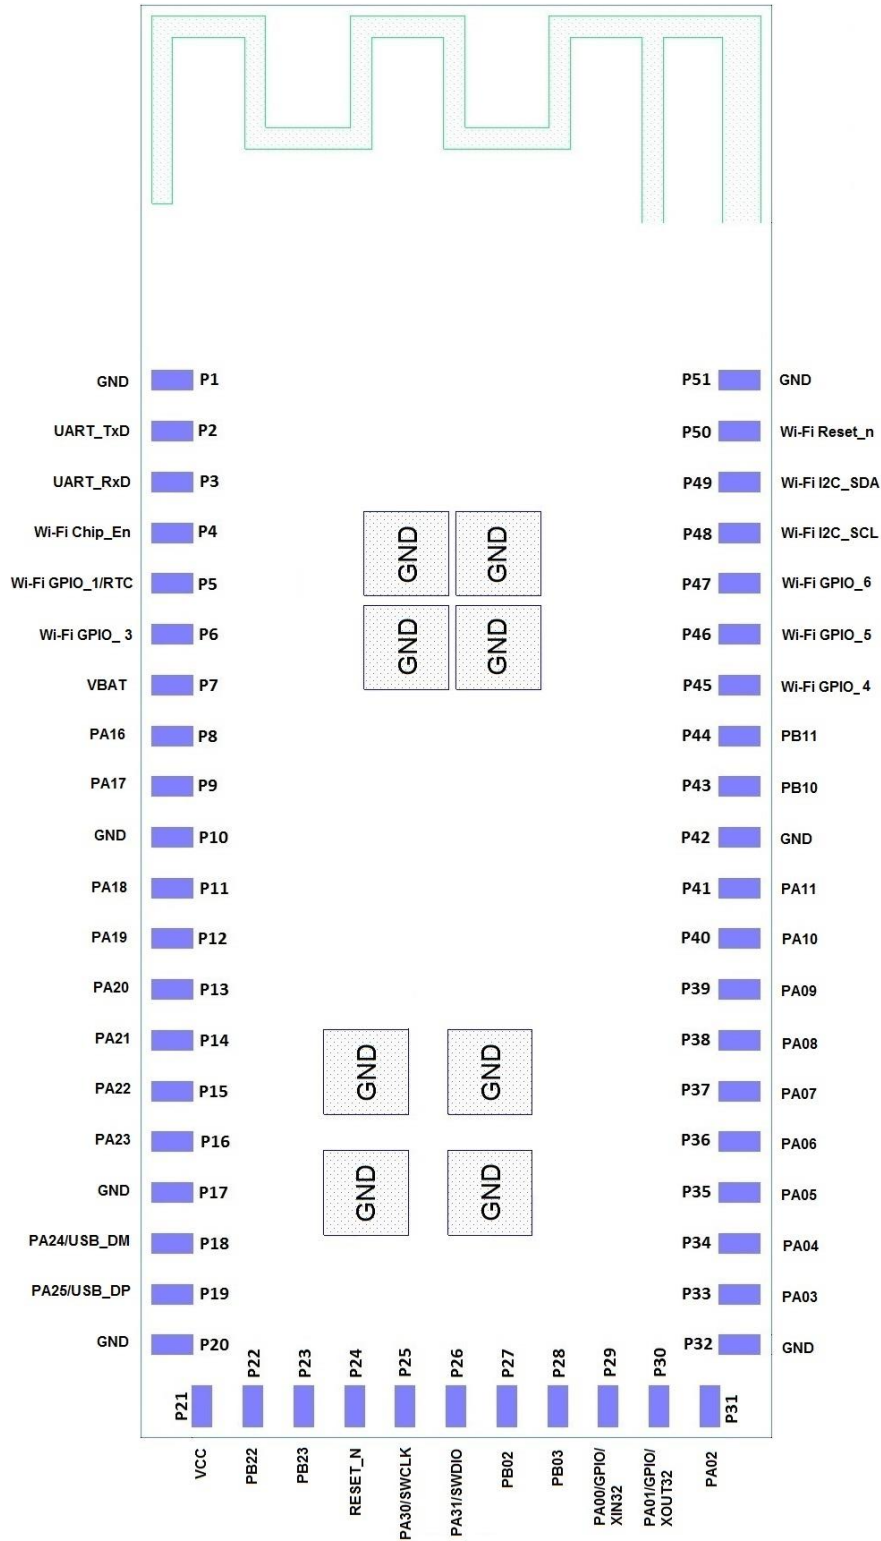 GND P1 P51 GND
UART_TxD P2 P50 Wi-Fi Reset_n
UART_RxD P3 P49 Wi-Fi I2C_SDA
Wi-Fi Chip_En P4 P48 Wi-Fi I2C_SCL
GND GND
Wi-Fi GPIO_1/RTC P5 P47 Wi-Fi GPIO_6
Wi-Fi GPIO_ 3 P6 P46 Wi-Fi GPIO_5
GND GND
VBAT P7 P45 Wi-Fi GPIO_4
PA16 P8 P44 PB11
PA17 P9 P43 PB10
GND P10 P42 GND
PA18 P11 P41 PA11
PA19 P12 P40 PA10
PA20 P13 P39 PA09
PA21 P14 P38 PA08
GND GND
PA22 P15 P37 PA07
PA23 P16 P36 PA06
GND P17 P35 PA05
GND GND
PA24/USB_DM P18 P34 PA04
PA25/USB_DP P19 P33 PA03
GND P20 P32 GND
P21 P22 P23 P24 P25 P26 P27 P28 P29 P30 P31
VCC
PB22
PB23
RESET_N
PA30/SWCLK
PA31/SWDIO
PB02
PB03
PA00/GPIO/
XIN32
PA01/GPIO/
XOUT32
PA02